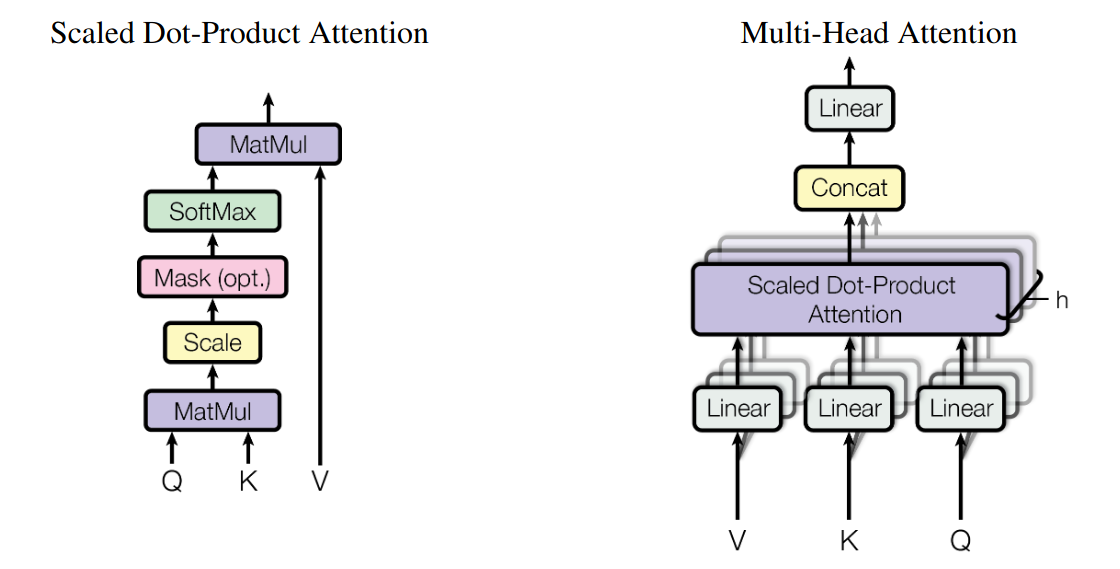 Scaled Dot-Product Attention
MatMul
SoftMax
Mask (opt.)
Scale
MatMul
Q K V
Multi-Head Attention
Linear
Concat
Scaled Dot-Product
Attention
h
Linear Linear Linear
V K Q